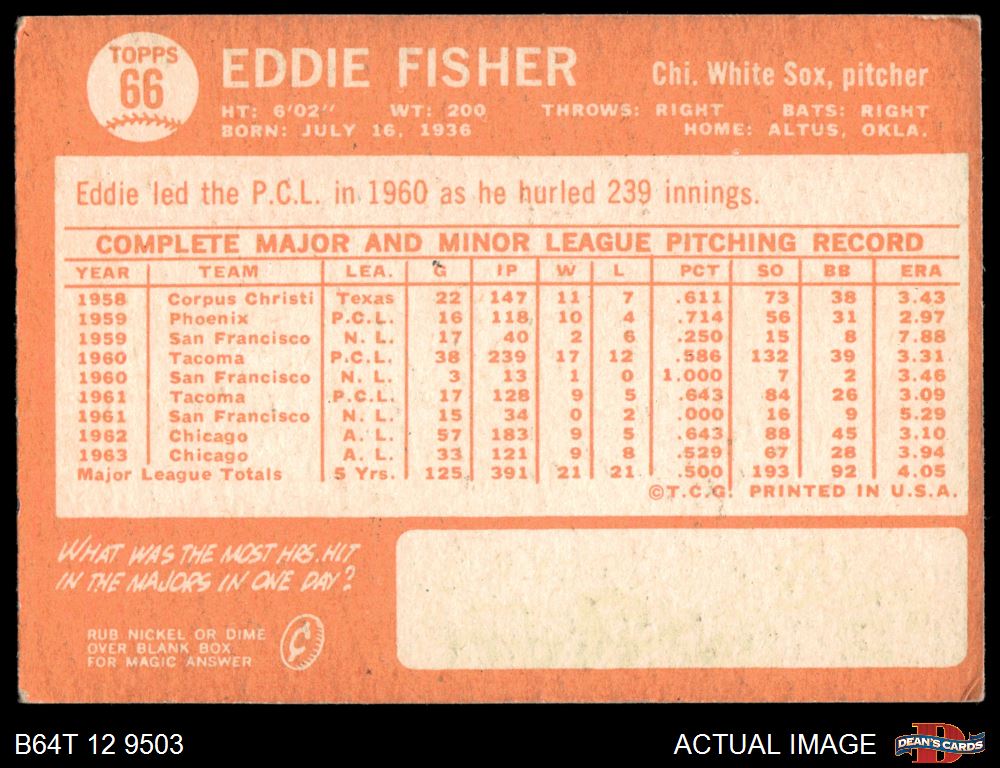 TOPPS
66
EDDIE FISHER
Chi. White Sox, pitcher
HT: 6'02" WT: 200 THROWS: RIGHT BATS: RIGHT
BORN: JULY 16, 1936 HOME: ALTUS, OKLA.
Eddie led the P.C.L. in 1960 as he hurled 239 innings.
COMPLETE MAJOR AND MINOR LEAGUE PITCHING RECORD
YEAR TEAM LEA. G IP W L PCT SO BB ERA
1958 Corpus Christi Texas 22 147 11 7 .611 73 38 3.43
1959 Phoenix P.C.L. 16 118 10 4 .714 56 31 2.97
1959 San Francisco N. L. 17 40 2 6 .250 15 8 7.88
1960 Tacoma P.C.L. 38 239 17 12 .586 132 39 3.31
1960 San Francisco N. L. 3 13 1 0 1.000 7 2 3.46
1961 Tacoma P.C.L. 17 128 9 5 .643 84 26 3.09
1961 San Francisco N. L. 15 34 0 2 .000 16 9 5.29
1962 Chicago A. L. 57 183 9 5 .643 88 45 3.10
1963 Chicago A. L. 33 121 9 8 .529 67 28 3.94
Major League Totals 5 Yrs. 125 391 21 21 .500 193 92 4.05
©T.C.G. PRINTED IN U.S.A.
WHAT WAS THE MOST HRS. HIT
IN THE MAJORS IN ONE DAY?
RUB NICKEL OR DIME
OVER BLANK BOX
FOR MAGIC ANSWER
B64T 12 9503
ACTUAL IMAGE
DEAN'S CARDS